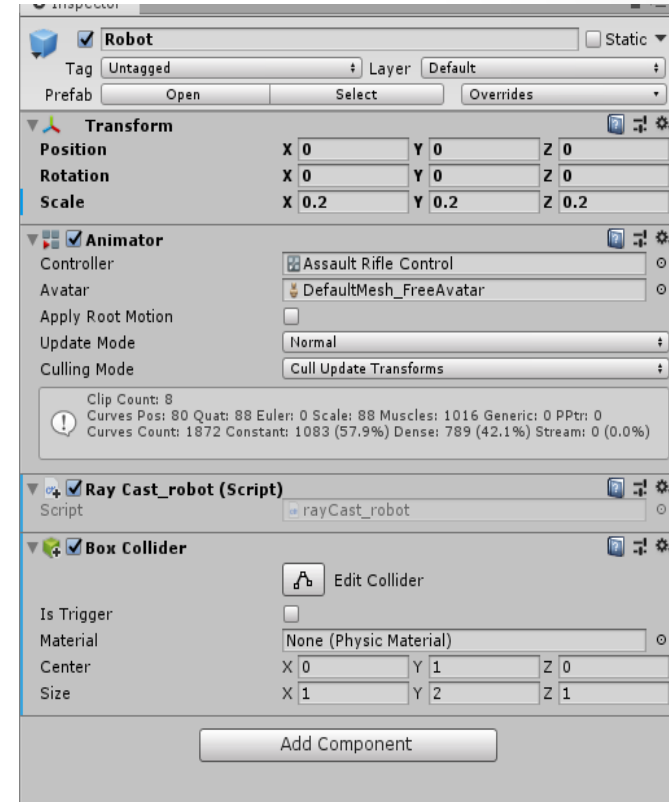 Inspector
Robot Static
Tag Untagged Layer Default
Prefab Open Select Overrides
Transform
Position X 0 Y 0 Z 0
Rotation X 0 Y 0 Z 0
Scale X 0.2 Y 0.2 Z 0.2
Animator
Controller Assault Rifle Control
Avatar DefaultMesh_FreeAvatar
Apply Root Motion
Update Mode Normal
Culling Mode Cull Update Transforms
Clip Count: 8
Curves Pos: 80 Quat: 88 Euler: 0 Scale: 88 Muscles: 1016 Generic: 0 PPtr: 0
Curves Count: 1872 Constant: 1083 (57.9%) Dense: 789 (42.1%) Stream: 0 (0.0%)
Ray Cast_robot (Script)
Script rayCast_robot
Box Collider
Edit Collider
Is Trigger
Material None (Physic Material)
Center X 0 Y 1 Z 0
Size X 1 Y 2 Z 1
Add Component